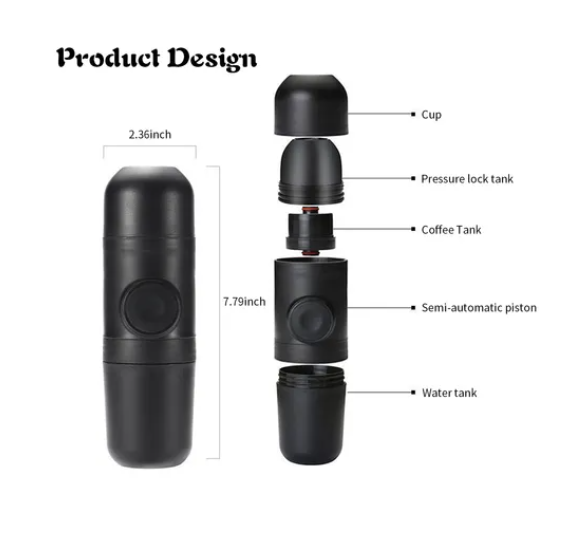 Product Design
2.36inch
7.79inch
Cup
Pressure lock tank
Coffee Tank
Semi-automatic piston
Water tank